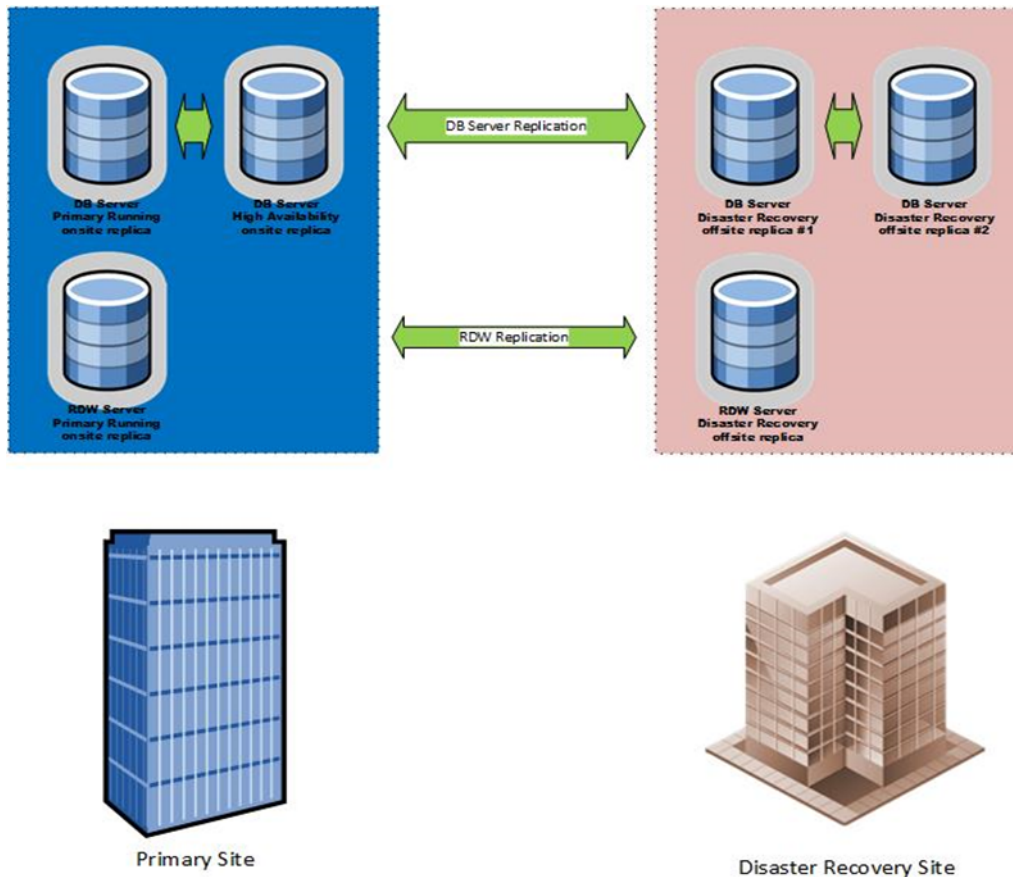 DB Server
Primary Running
onsite replica
DB Server
High Availability
onsite replica
DB Server Replication
DB Server
Disaster Recovery
offsite replica #1
DB Server
Disaster Recovery
offsite replica #2
RDW Server
Primary Running
onsite replica
RDW Replication
RDW Server
Disaster Recovery
offsite replica
Primary Site
Disaster Recovery Site